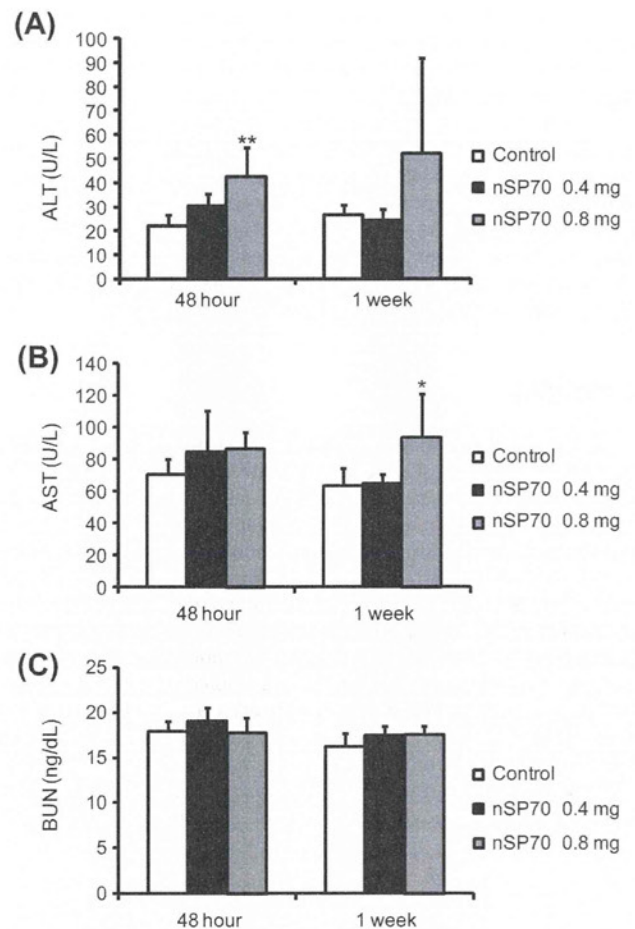 (A)
100
90
80
70
60
50
40
30
20
10
0
ALT (U/L)
**
48 hour
1 week
Control
nSP70 0.4 mg
nSP70 0.8 mg
(B)
140
120
100
80
60
40
20
0
AST (U/L)
*
48 hour
1 week
Control
nSP70 0.4 mg
nSP70 0.8 mg
(C)
25
20
15
10
5
0
BUN (ng/dL)
48 hour
1 week
Control
nSP70 0.4 mg
nSP70 0.8 mg